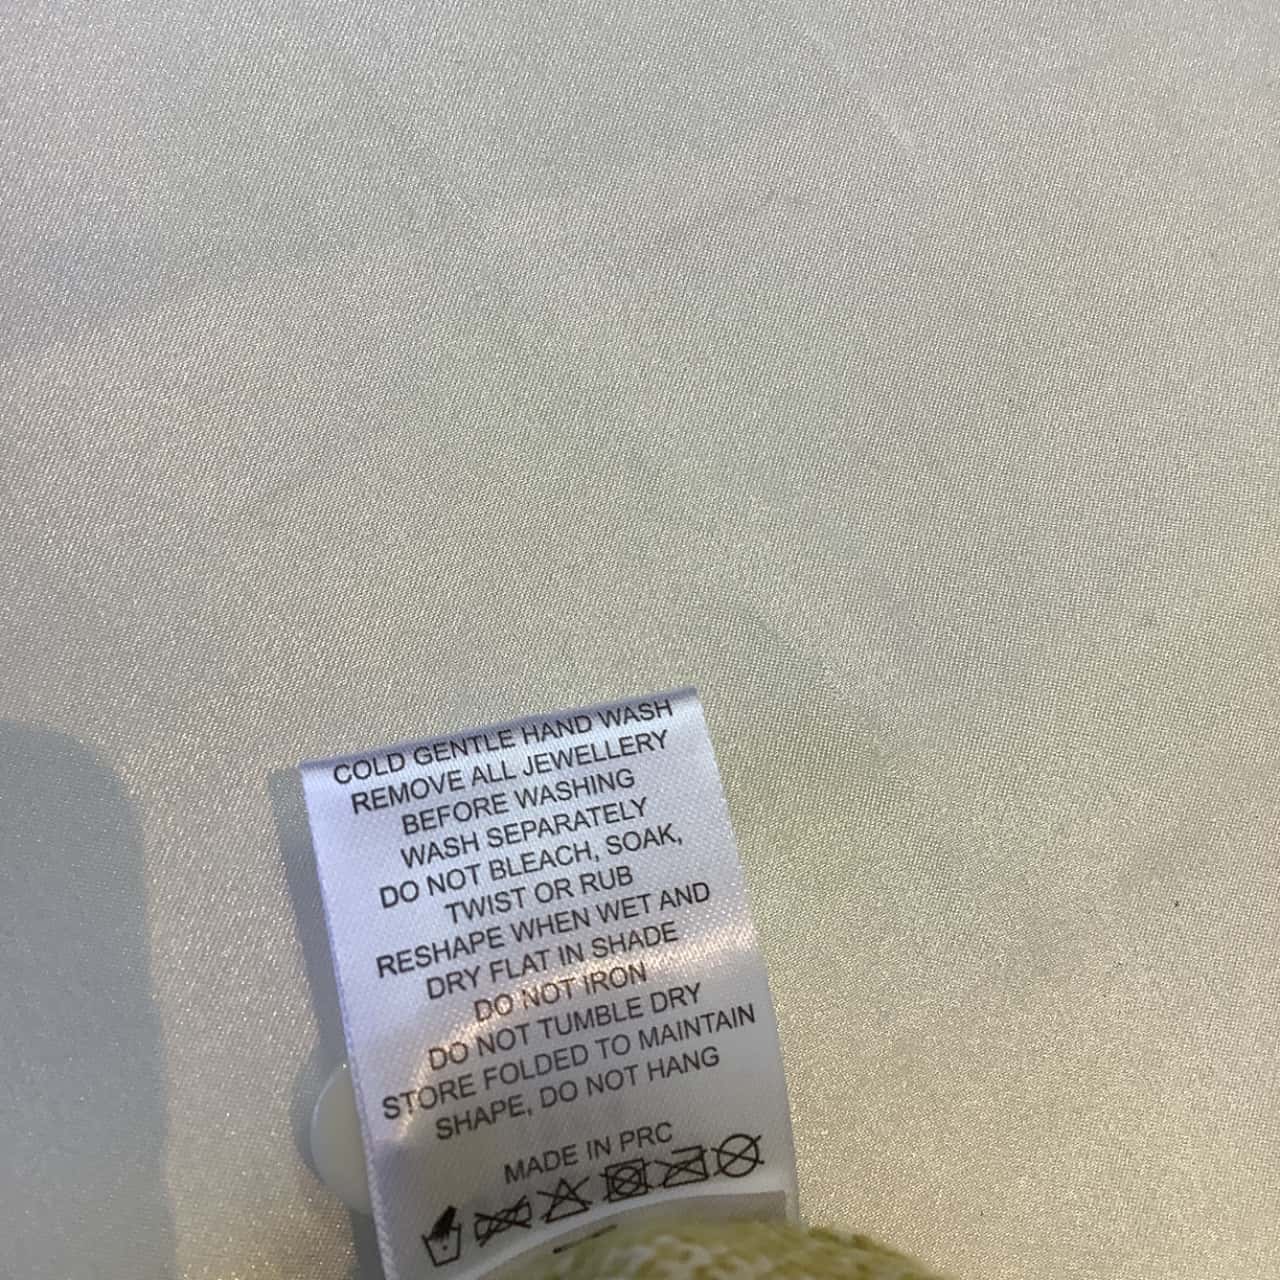 COLD GENTLE HAND WASH
REMOVE ALL JEWELLERY
BEFORE WASHING
WASH SEPARATELY
DO NOT BLEACH, SOAK,
TWIST OR RUB
RESHAPE WHEN WET AND
DRY FLAT IN SHADE
DO NOT IRON
DO NOT TUMBLE DRY
STORE FOLDED TO MAINTAIN
SHAPE, DO NOT HANG
MADE IN PRC